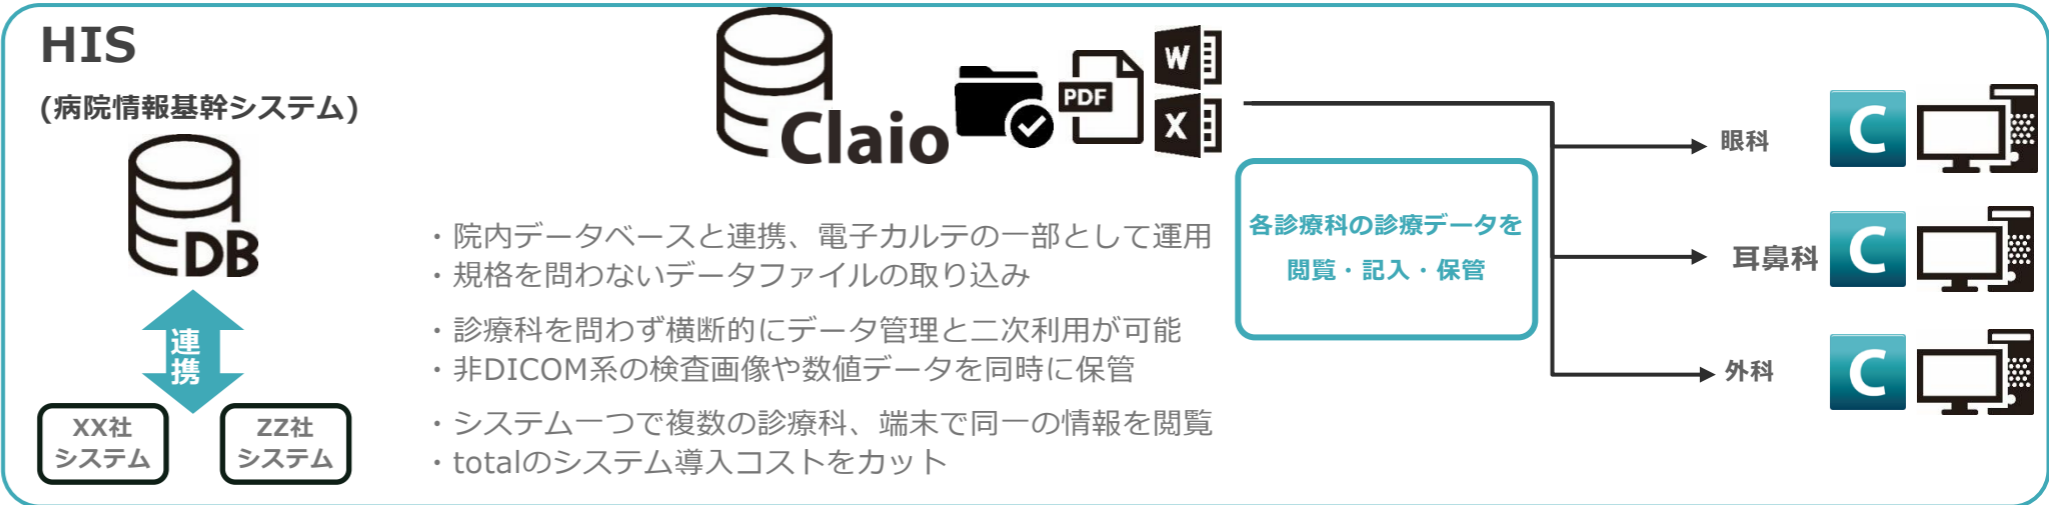 HIS
(病院情報基幹システム)
DB
連携
XX社
システム
ZZ社
システム
Claio
PDF
W
X
・院内データベースと連携、電子カルテの一部として運用
・規格を問わないデータファイルの取り込み
・診療科を問わず横断的にデータ管理と二次利用が可能
・非DICOM系の検査画像や数値データを同時に保管
・システム一つで複数の診療科、端末で同一の情報を閲覧
・totalのシステム導入コストをカット
各診療科の診療データを
閲覧・記入・保管
眼科
C
耳鼻科
C
外科
C